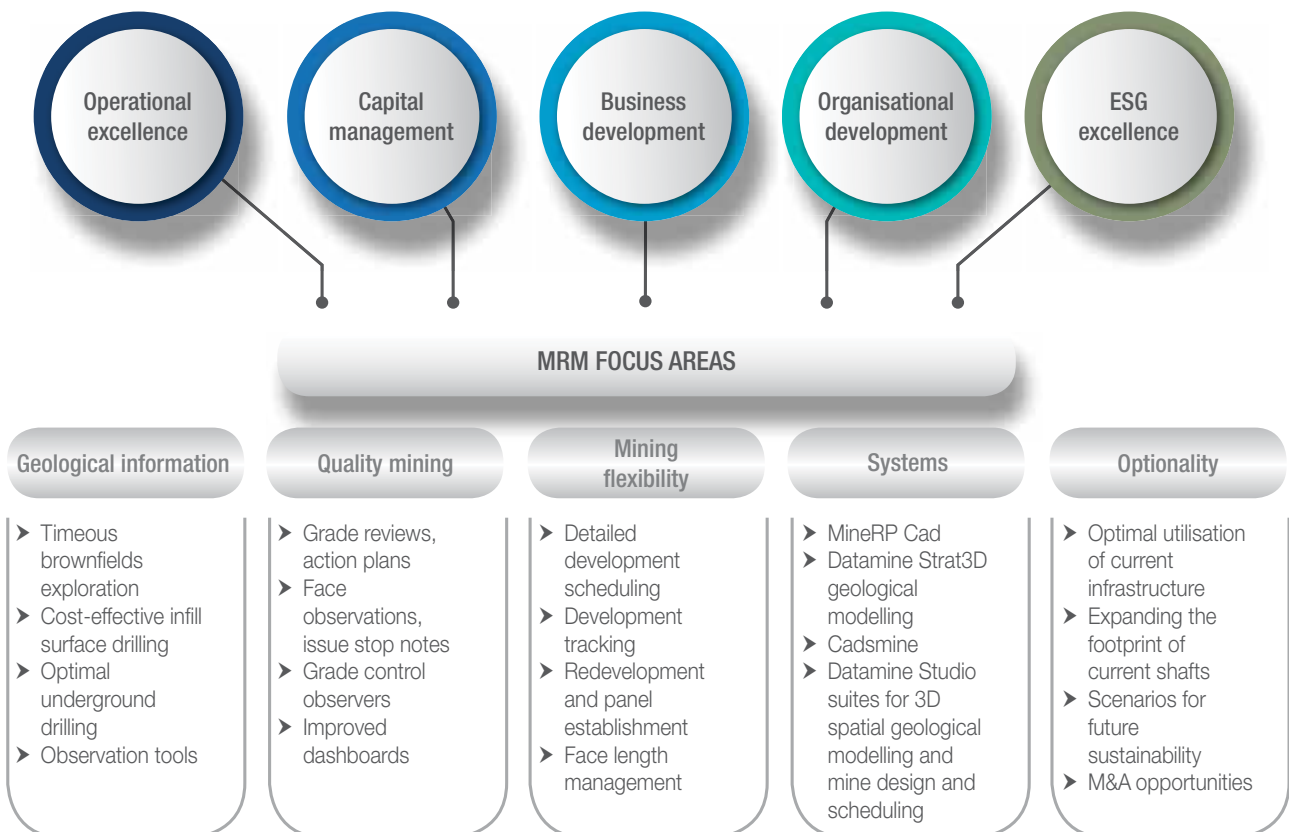 Operational
excellence
Capital
management
Business
development
Organisational
development
ESG
excellence
MRM FOCUS AREAS
Geological information
➤ Timeous
brownfields
exploration
➤ Cost-effective infill
surface drilling
➤ Optimal
underground
drilling
➤ Observation tools
Quality mining
➤ Grade reviews,
action plans
➤ Face
observations,
issue stop notes
➤ Grade control
observers
➤ Improved
dashboards
Mining
flexibility
➤ Detailed
development
scheduling
➤ Development
tracking
➤ Redevelopment
and panel
establishment
➤ Face length
management
Systems
➤ MineRP Cad
➤ Datamine Strat3D
geological
modelling
➤ Cadsmine
➤ Datamine Studio
suites for 3D
spatial geological
modelling and
mine design and
scheduling
Optionality
➤ Optimal utilisation
of current
infrastructure
➤ Expanding the
footprint of
current shafts
➤ Scenarios for
future
sustainability
➤ M&A opportunities